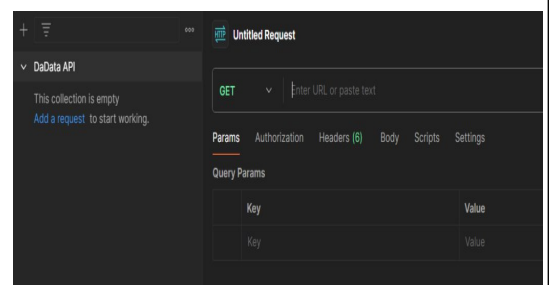 HTTP Untitled Request
DaData API
This collection is empty
Add a request to start working.
GET Enter URL or paste text
Params Authorization Headers (6) Body Scripts Settings
Query Params
Key Value
Key Value